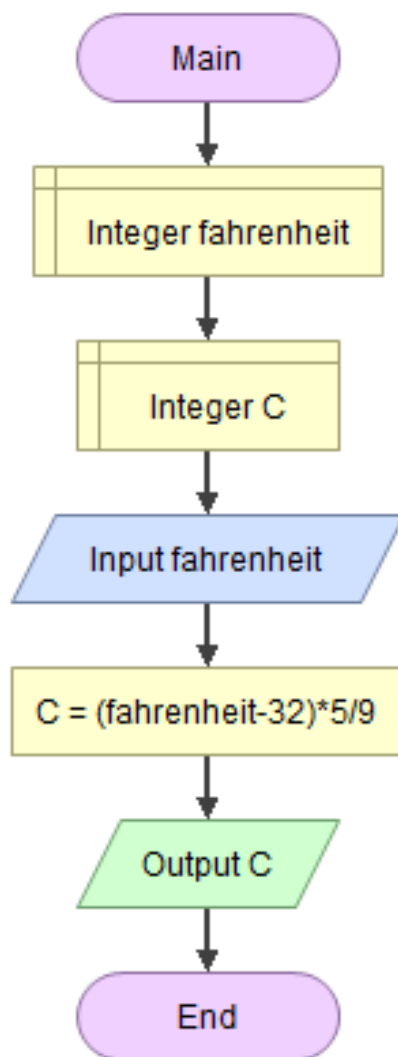 Main
Integer fahrenheit
Integer C
Input fahrenheit
C = (fahrenheit-32)*5/9
Output C
End